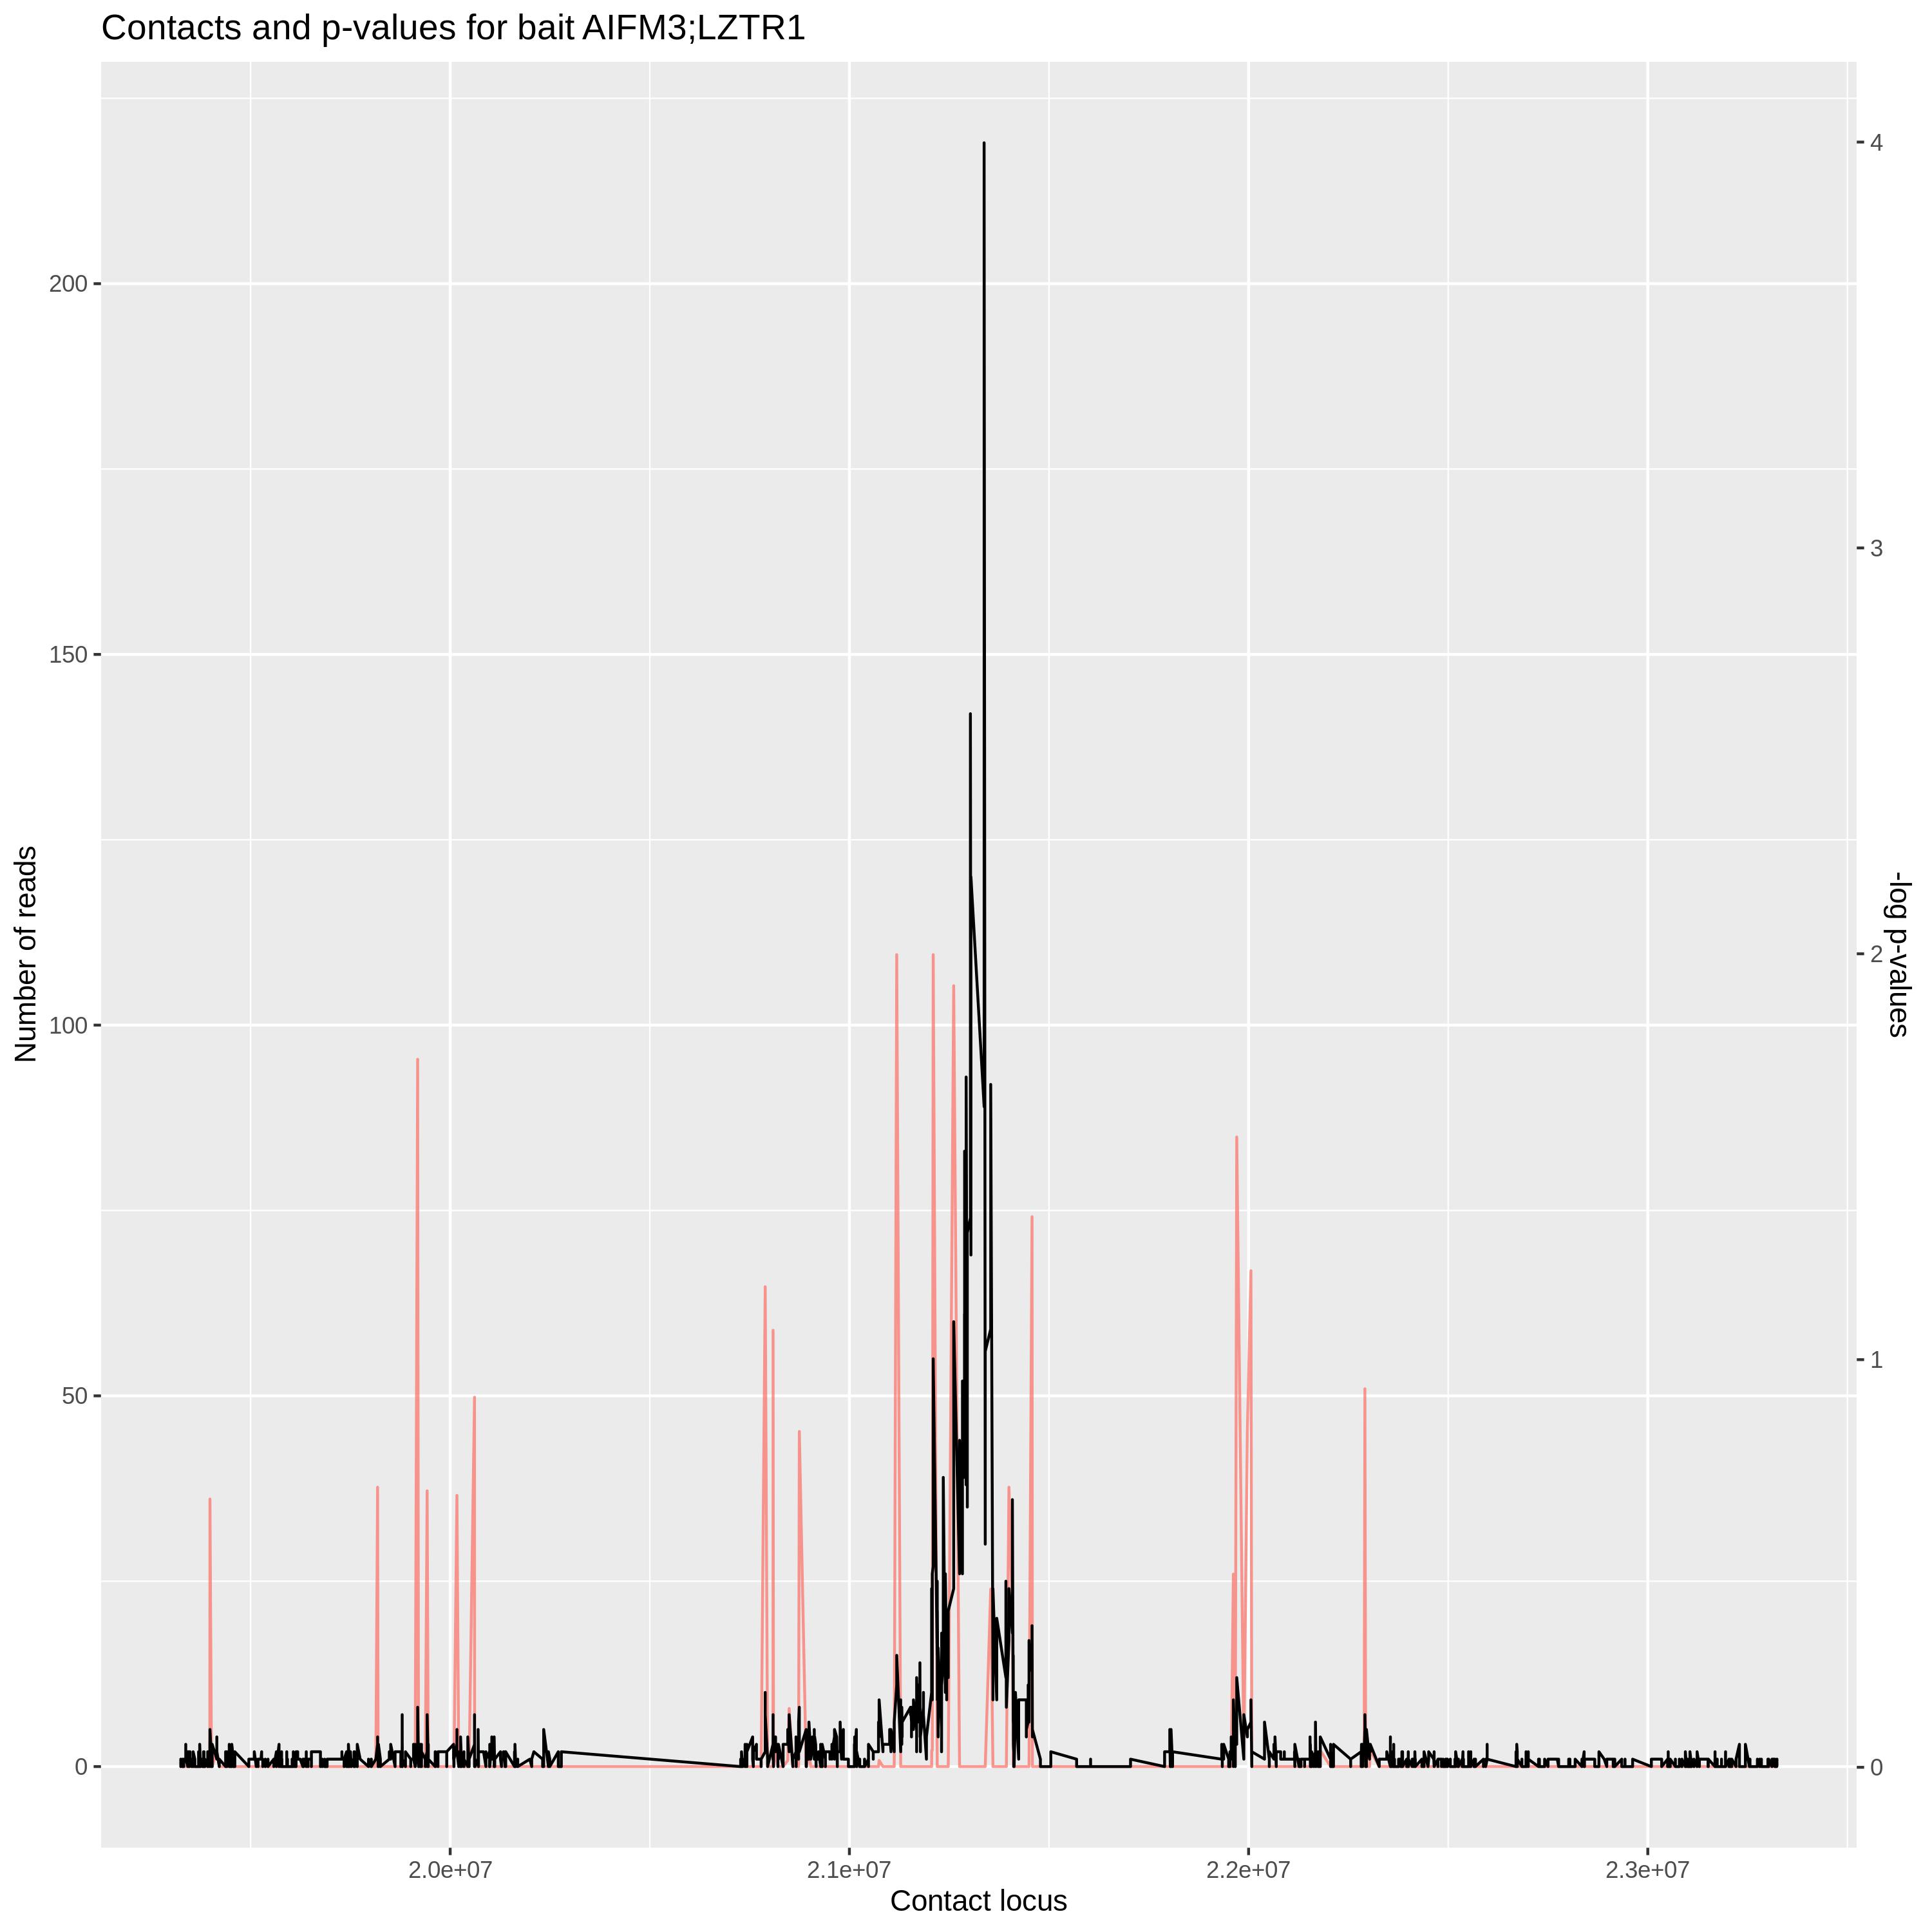 Contacts and p-values for bait AIFM3;LZTR1
Number of reads
200
150
100
50
0
4
3
2
1
0
-log p-values
2.0e+07
2.1e+07
2.2e+07
2.3e+07
Contact locus